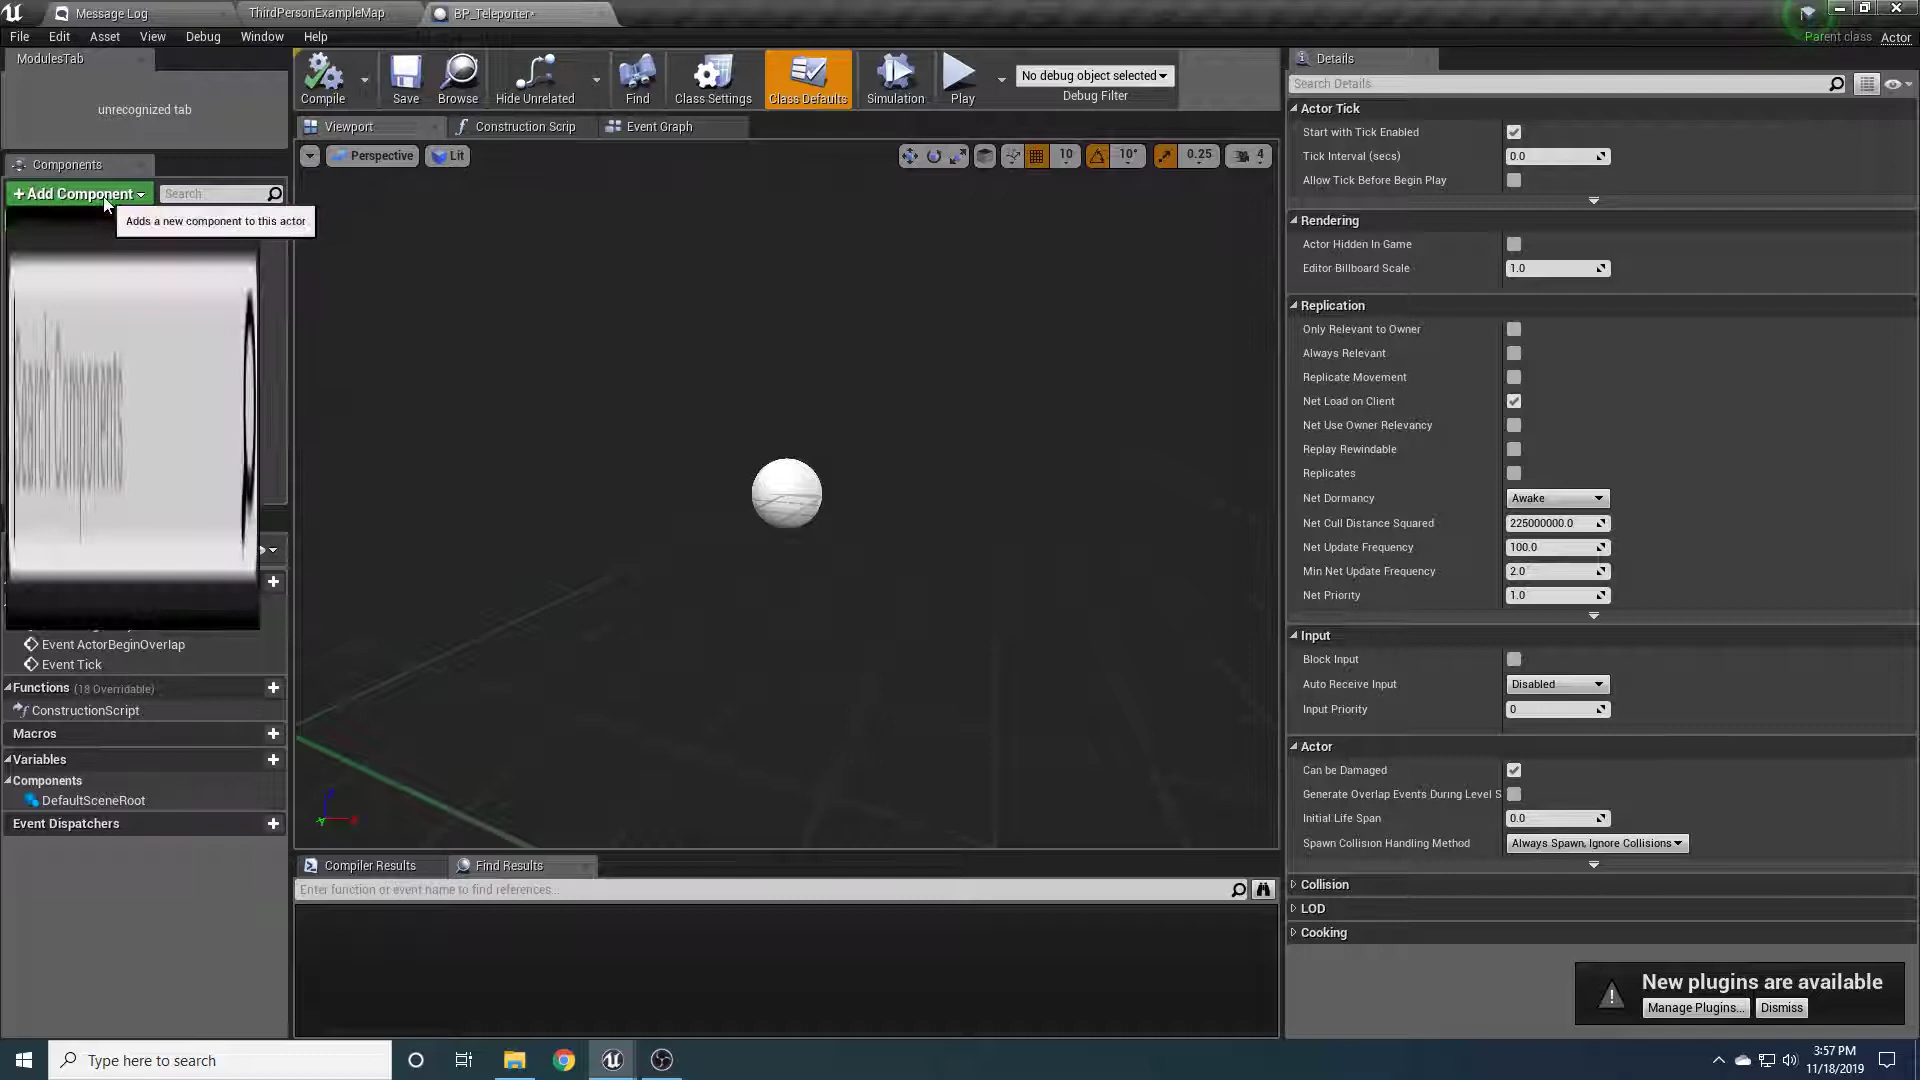 Message Log
ThirdPersonExampleMap
BP_Teleporter*
File Edit Asset View Debug Window Help
Parent class Actor
ModulesTab
unrecognized tab
Components
+ Add Component
Search
Adds a new component to this actor
Search Components
Event ActorBeginOverlap
Event Tick
Functions (18 Overridable)
ConstructionScript
Macros
Variables
Components
DefaultSceneRoot
Event Dispatchers
Compile
Save
Browse
Hide Unrelated
Find
Class Settings
Class Defaults
Simulation
Play
No debug object selected
Debug Filter
Viewport
Construction Scrip
Event Graph
Perspective
Lit
10
10°
0.25
4
Compiler Results
Find Results
Enter function or event name to find references...
Details
Search Details
Actor Tick
Start with Tick Enabled
Tick Interval (secs) 0.0
Allow Tick Before Begin Play
Rendering
Actor Hidden In Game
Editor Billboard Scale 1.0
Replication
Only Relevant to Owner
Always Relevant
Replicate Movement
Net Load on Client
Net Use Owner Relevancy
Replay Rewindable
Replicates
Net Dormancy Awake
Net Cull Distance Squared 225000000.0
Net Update Frequency 100.0
Min Net Update Frequency 2.0
Net Priority 1.0
Input
Block Input
Auto Receive Input Disabled
Input Priority 0
Actor
Can be Damaged
Generate Overlap Events During Level S
Initial Life Span 0.0
Spawn Collision Handling Method Always Spawn, Ignore Collisions
Collision
LOD
Cooking
New plugins are available
Manage Plugins... Dismiss
Type here to search
3:57 PM
11/18/2019